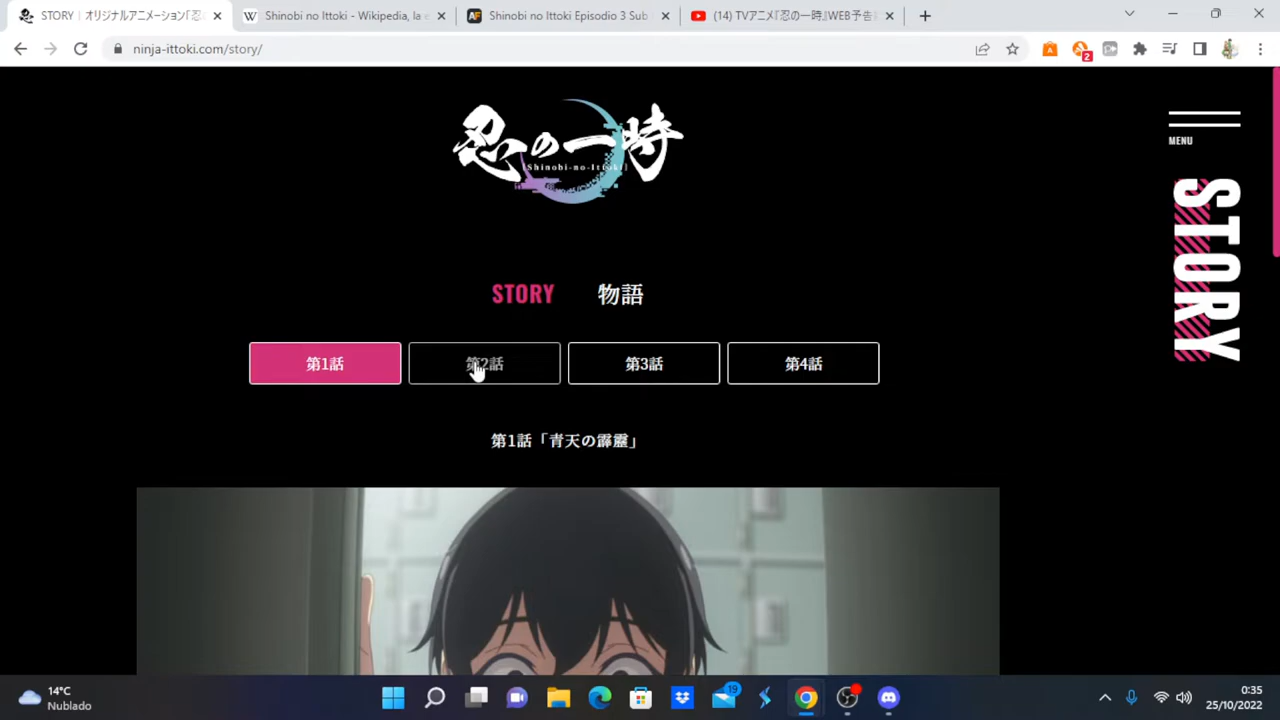 STORY | オリジナルアニメーション「忍の
Shinobi no Ittoki - Wikipedia, la e
Shinobi no Ittoki Episodio 3 Sub
(14) TVアニメ『忍の一時』WEB予告
ninja-ittoki.com/story/
2
忍の一時
[Shinobi-no-Ittoki]
MENU
STORY
STORY 物語
第1話 第2話 第3話 第4話
第1話「青天の霹靂」
14°C
Nublado
19
0:35
25/10/2022